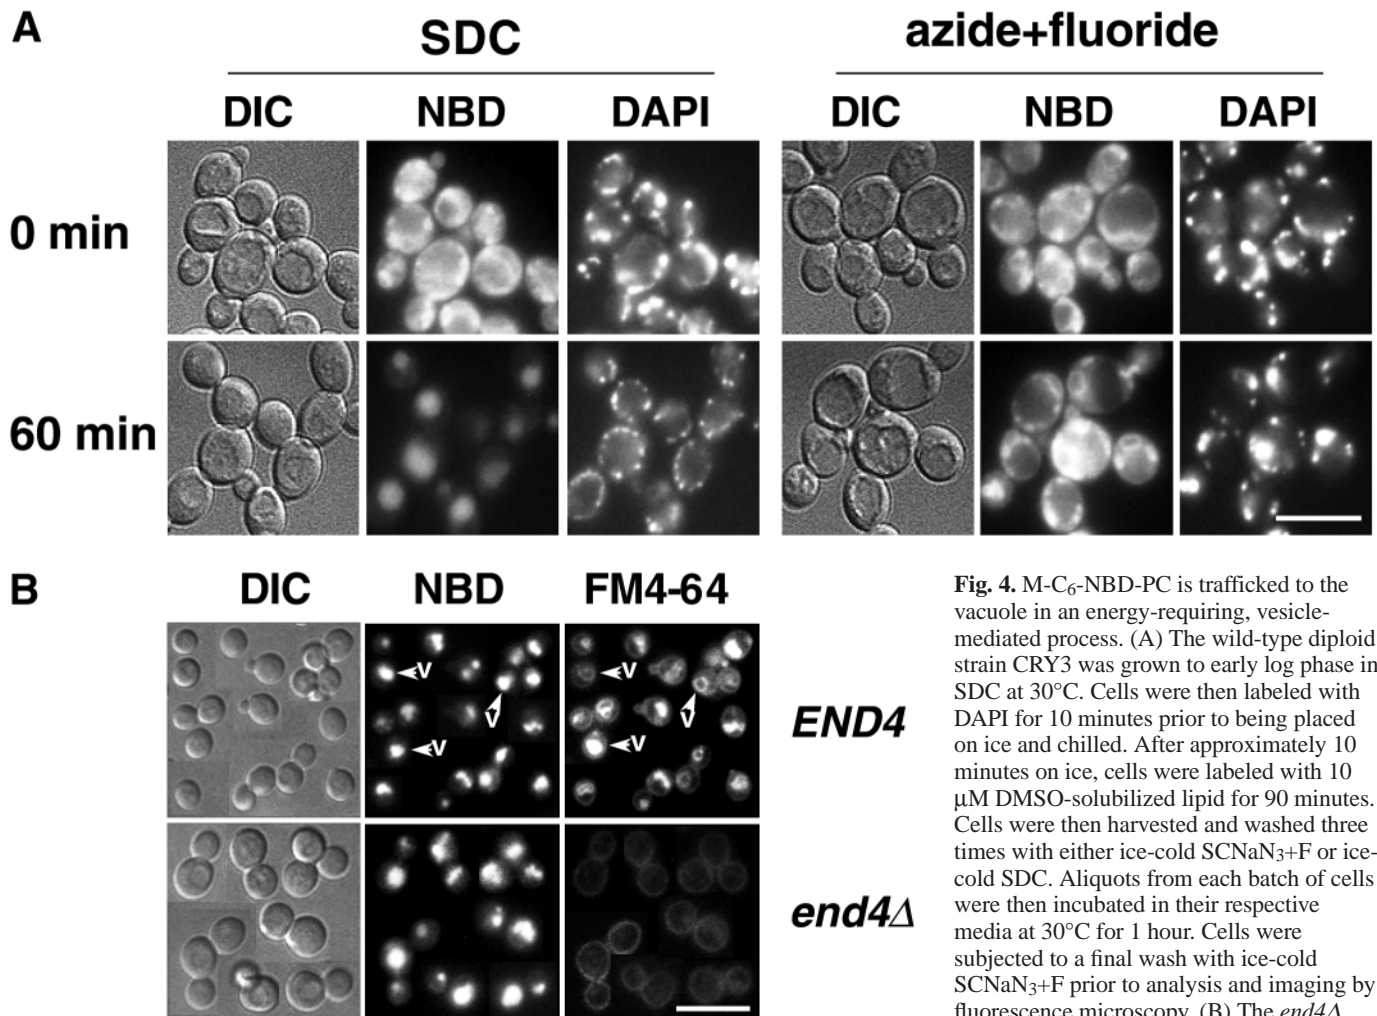 A
SDC
azide+fluoride
DIC NBD DAPI DIC NBD DAPI
0 min
60 min
B
DIC NBD FM4-64
V V
V V
V V
END4
end4Δ
Fig. 4. M-C6-NBD-PC is trafficked to the
vacuole in an energy-requiring, vesicle-
mediated process. (A) The wild-type diploid
strain CRY3 was grown to early log phase in
SDC at 30°C. Cells were then labeled with
DAPI for 10 minutes prior to being placed
on ice and chilled. After approximately 10
minutes on ice, cells were labeled with 10
μM DMSO-solubilized lipid for 90 minutes.
Cells were then harvested and washed three
times with either ice-cold SCNaN3+F or ice-
cold SDC. Aliquots from each batch of cells
were then incubated in their respective
media at 30°C for 1 hour. Cells were
subjected to a final wash with ice-cold
SCNaN3+F prior to analysis and imaging by
fluorescence microscopy. (B) The end4Δ